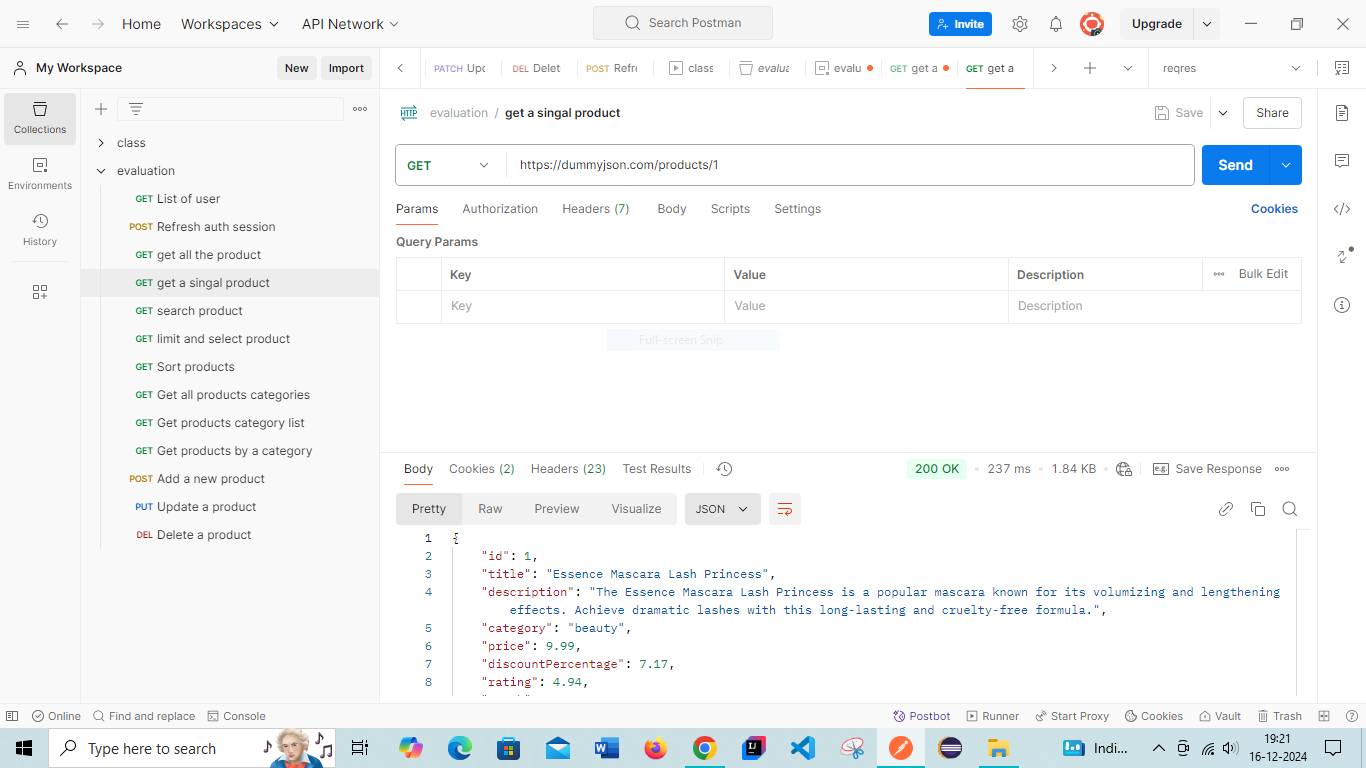 Home Workspaces API Network Search Postman Invite Upgrade
My Workspace New Import PATCH Upc DEL Delet POST Refr class evalua evalu GET get a GET get a reqres
Collections
Environments
History
class
evaluation
GET List of user
POST Refresh auth session
GET get all the product
GET get a singal product
GET search product
GET limit and select product
GET Sort products
GET Get all products categories
GET Get products category list
GET Get products by a category
POST Add a new product
PUT Update a product
DEL Delete a product
HTTP evaluation / get a singal product Save Share
GET https://dummyjson.com/products/1 Send
Params Authorization Headers (7) Body Scripts Settings Cookies
Query Params
Key Value Description Bulk Edit
Key Value Description
Full-screen Snip
Body Cookies (2) Headers (23) Test Results 200 OK 237 ms 1.84 KB e.g. Save Response
Pretty Raw Preview Visualize JSON
1 {
2 "id": 1,
3 "title": "Essence Mascara Lash Princess",
4 "description": "The Essence Mascara Lash Princess is a popular mascara known for its volumizing and lengthening
effects. Achieve dramatic lashes with this long-lasting and cruelty-free formula.",
5 "category": "beauty",
6 "price": 9.99,
7 "discountPercentage": 7.17,
8 "rating": 4.94,
Online Find and replace Console Postbot Runner Start Proxy Cookies Vault Trash
Type here to search Indi... 19:21
16-12-2024